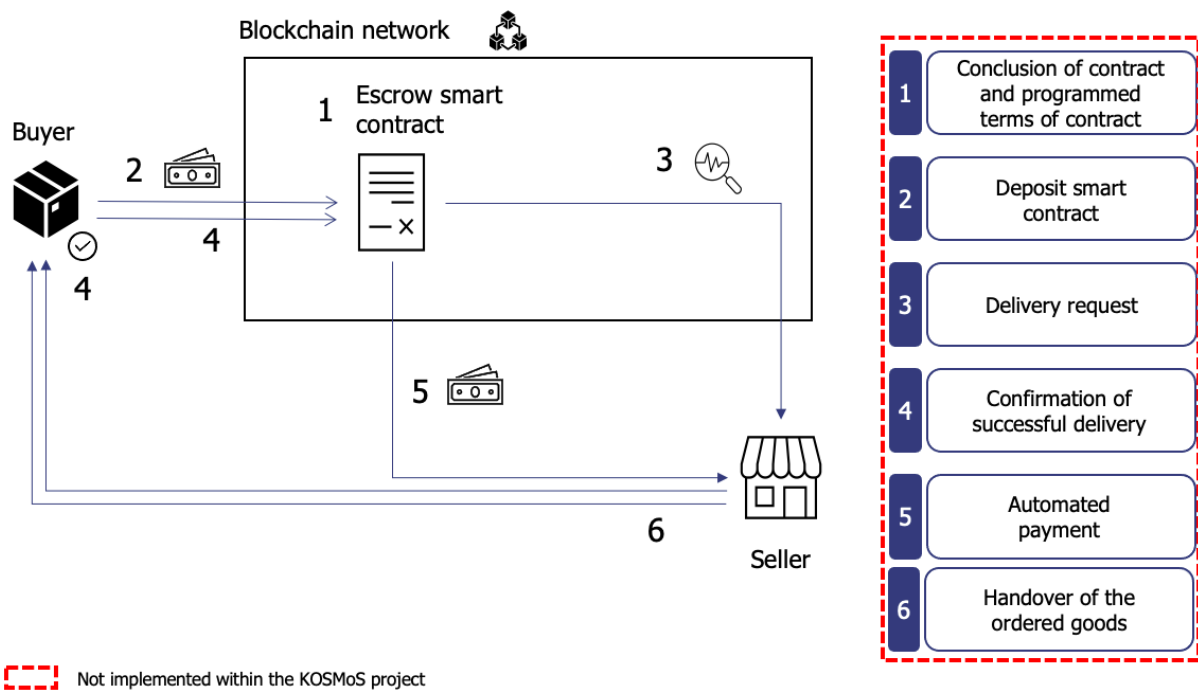 Blockchain network
1
Escrow smart
contract
Buyer
2
3
4
4
5
6
Seller
1
Conclusion of contract
and programmed
terms of contract
2
Deposit smart
contract
3
Delivery request
4
Confirmation of
successful delivery
5
Automated
payment
6
Handover of the
ordered goods
Not implemented within the KOSMoS project